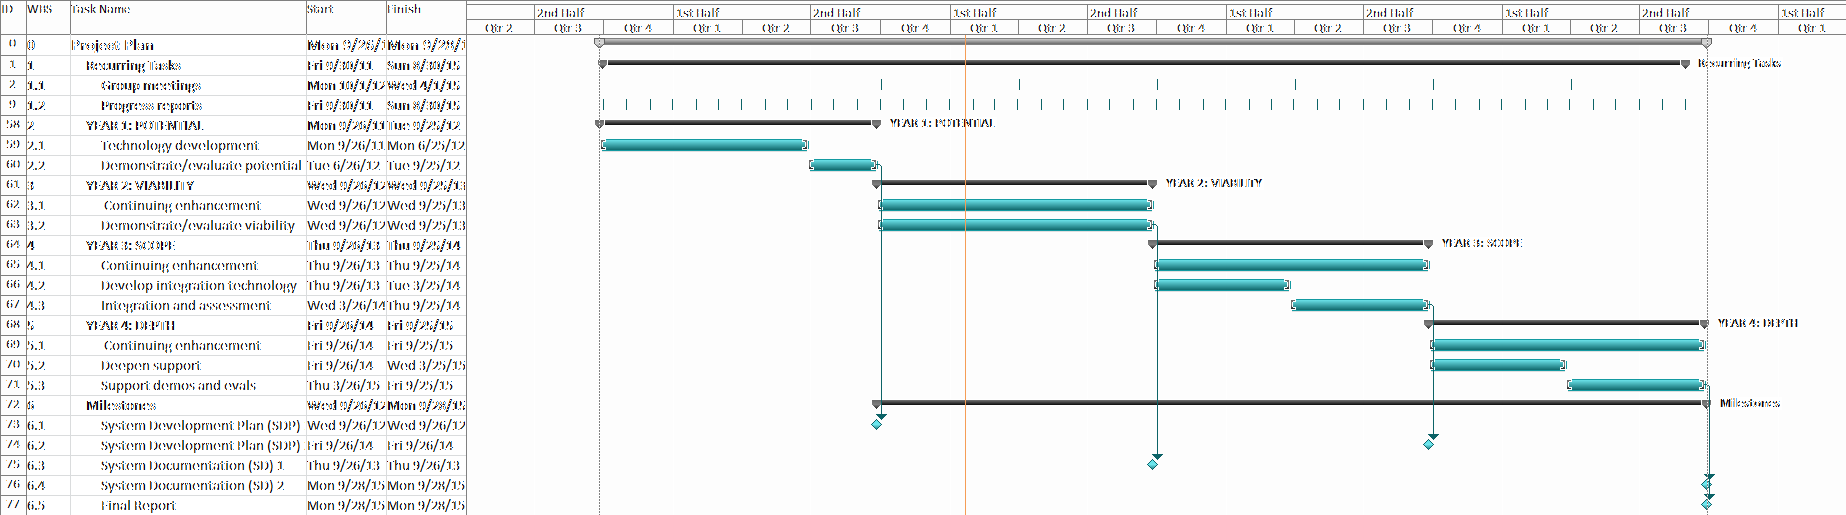 ID WBS Task Name Start Finish
2nd Half 1st Half 2nd Half 1st Half 2nd Half 1st Half 2nd Half 1st Half 2nd Half 1st Half
Qtr 2 Qtr 3 Qtr 4 Qtr 1 Qtr 2 Qtr 3 Qtr 4 Qtr 1 Qtr 2 Qtr 3 Qtr 4 Qtr 1 Qtr 2 Qtr 3 Qtr 4 Qtr 1 Qtr 2 Qtr 3 Qtr 4 Qtr 1
0 0 Project Plan Mon 9/26/1 Mon 9/28/1
1 1 Recurring Tasks Fri 9/30/11 Sun 8/30/15 Recurring Tasks
2 1.1 Group meetings Mon 10/1/12 Wed 4/1/15
9 1.2 Progress reports Fri 9/30/11 Sun 8/30/15
58 2 YEAR 1: POTENTIAL Mon 9/26/11 Tue 9/25/12 YEAR 1: POTENTIAL
59 2.1 Technology development Mon 9/26/11 Mon 6/25/12
60 2.2 Demonstrate/evaluate potential Tue 6/26/12 Tue 9/25/12
61 3 YEAR 2: VIABILITY Wed 9/26/12 Wed 9/25/13 YEAR 2: VIABILITY
62 3.1 Continuing enhancement Wed 9/26/12 Wed 9/25/13
63 3.2 Demonstrate/evaluate viability Wed 9/26/12 Wed 9/25/13
64 4 YEAR 3: SCOPE Thu 9/26/13 Thu 9/25/14 YEAR 3: SCOPE
65 4.1 Continuing enhancement Thu 9/26/13 Thu 9/25/14
66 4.2 Develop integration technology Thu 9/26/13 Tue 3/25/14
67 4.3 Integration and assessment Wed 3/26/14 Thu 9/25/14
68 5 YEAR 4: DEPTH Fri 9/26/14 Fri 9/25/15 YEAR 4: DEPTH
69 5.1 Continuing enhancement Fri 9/26/14 Fri 9/25/15
70 5.2 Deepen support Fri 9/26/14 Wed 3/25/15
71 5.3 Support demos and evals Thu 3/26/15 Fri 9/25/15
72 6 Milestones Wed 9/26/12 Mon 9/28/15 Milestones
73 6.1 System Development Plan (SDP) Wed 9/26/12 Wed 9/26/12
74 6.2 System Development Plan (SDP) Fri 9/26/14 Fri 9/26/14
75 6.3 System Documentation (SD) 1 Thu 9/26/13 Thu 9/26/13
76 6.4 System Documentation (SD) 2 Mon 9/28/15 Mon 9/28/15
77 6.5 Final Report Mon 9/28/15 Mon 9/28/15